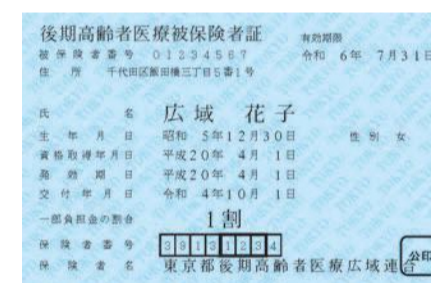 後期高齢者医療被保険者証
有効期限
被保険者番号 01234567
令和 6年 7月31日
住所 千代田区飯田橋三丁目5番1号
氏名 広域 花子
生年月日 昭和 5年12月30日 性別 女
資格取得年月日 平成20年 4月 1日
発効期日 平成20年 4月 1日
交付年月日 令和 4年10月 1日
一部負担金の割合 1割
保険者番号 39131234
保険者名 東京都後期高齢者医療広域連合
公印